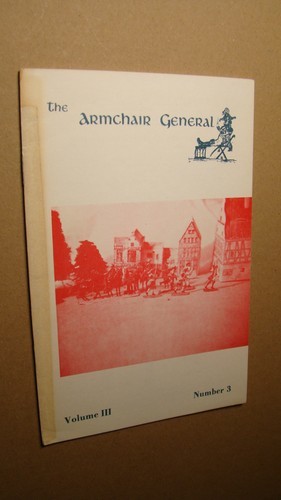 the Armchair General
Number 3
Volume III